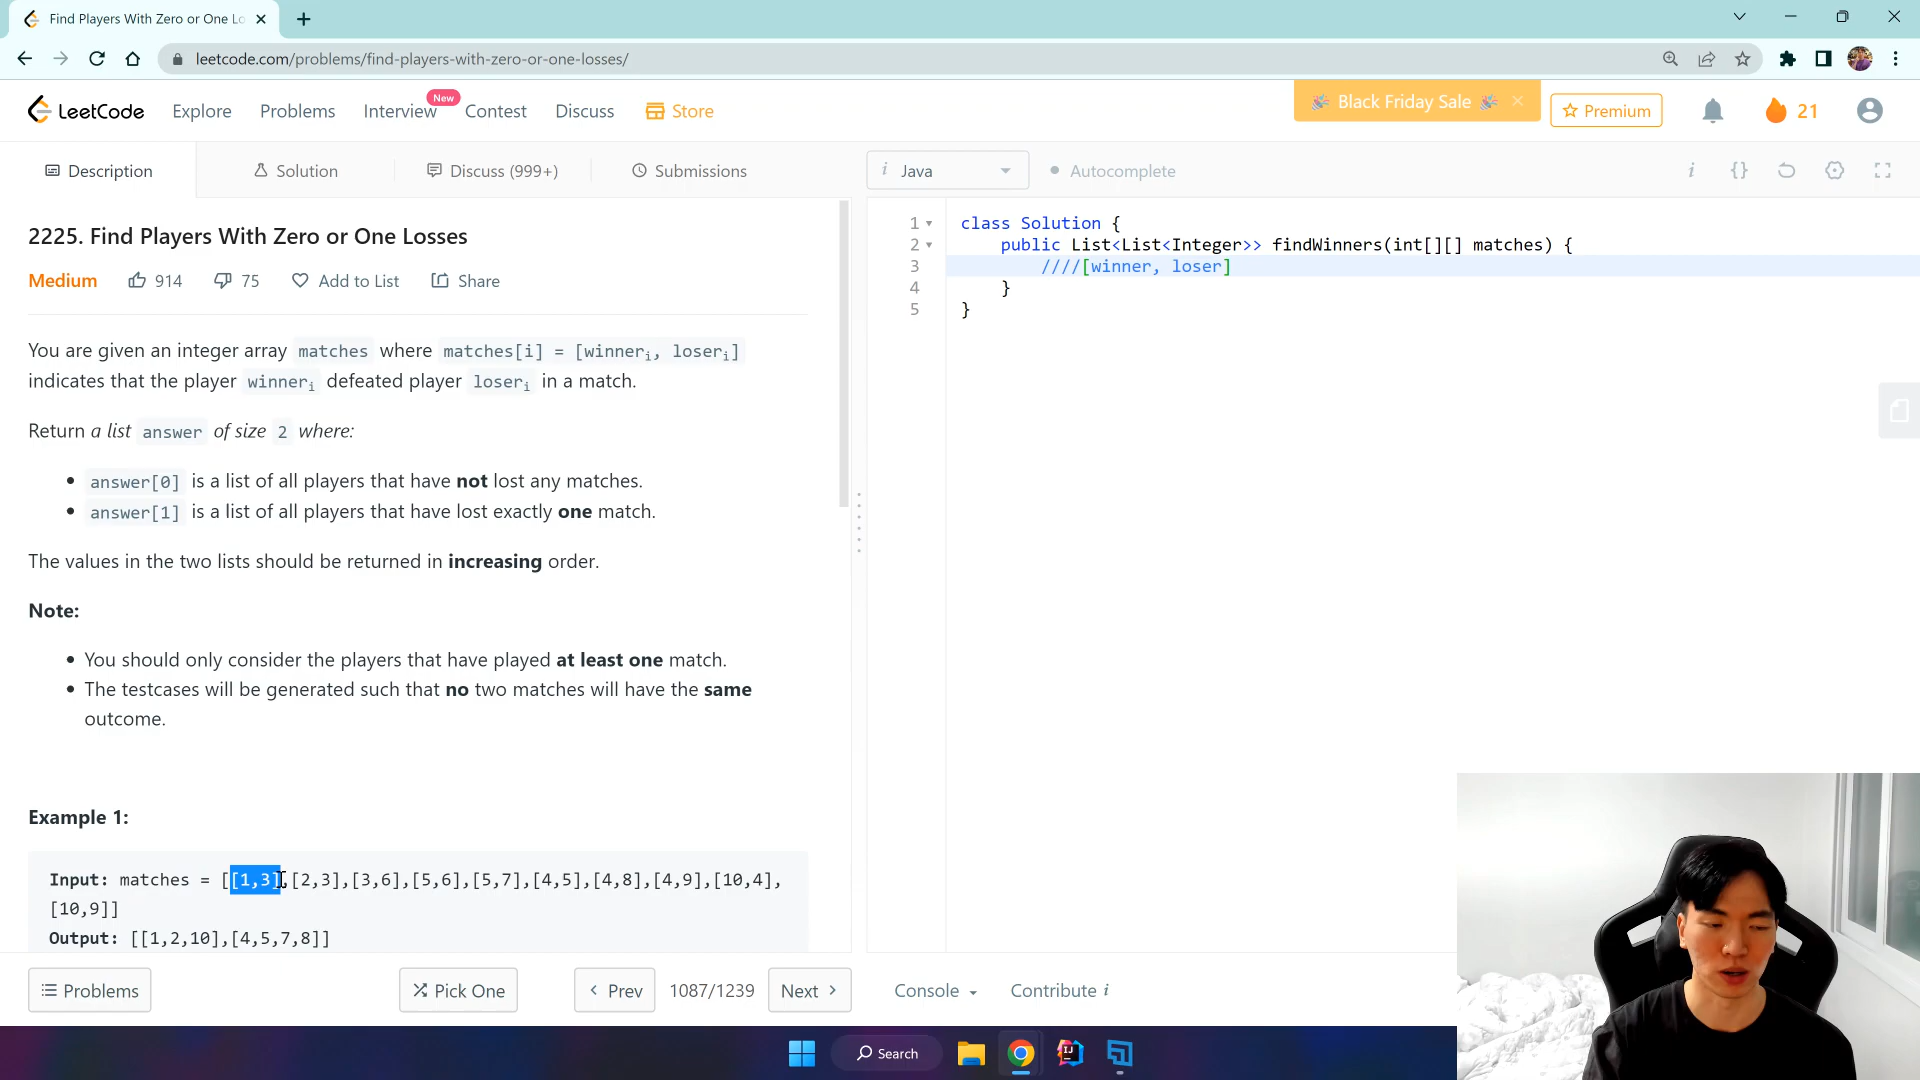 Find Players With Zero or One Lo
leetcode.com/problems/find-players-with-zero-or-one-losses/
LeetCode
Explore
Problems
Interview
New
Contest
Discuss
Store
Black Friday Sale
Premium
21
Description
Solution
Discuss (999+)
Submissions
i Java
Autocomplete
i
{}
2225. Find Players With Zero or One Losses
Medium
914
75
Add to List
Share
You are given an integer array matches where matches[i] = [winneri, loseri]
indicates that the player winneri defeated player loseri in a match.
Return a list answer of size 2 where:
answer[0] is a list of all players that have not lost any matches.
answer[1] is a list of all players that have lost exactly one match.
The values in the two lists should be returned in increasing order.
Note:
You should only consider the players that have played at least one match.
The testcases will be generated such that no two matches will have the same
outcome.
Example 1:
Input: matches = [[1,3],[2,3],[3,6],[5,6],[5,7],[4,5],[4,8],[4,9],[10,4],
[10,9]]
Output: [[1,2,10],[4,5,7,8]]
1 class Solution {
2 public List<List<Integer>> findWinners(int[][] matches) {
3 ////[winner, loser]
4 }
5 }
Problems
Pick One
Prev
1087/1239
Next
Console
Contribute i
Search
IJ